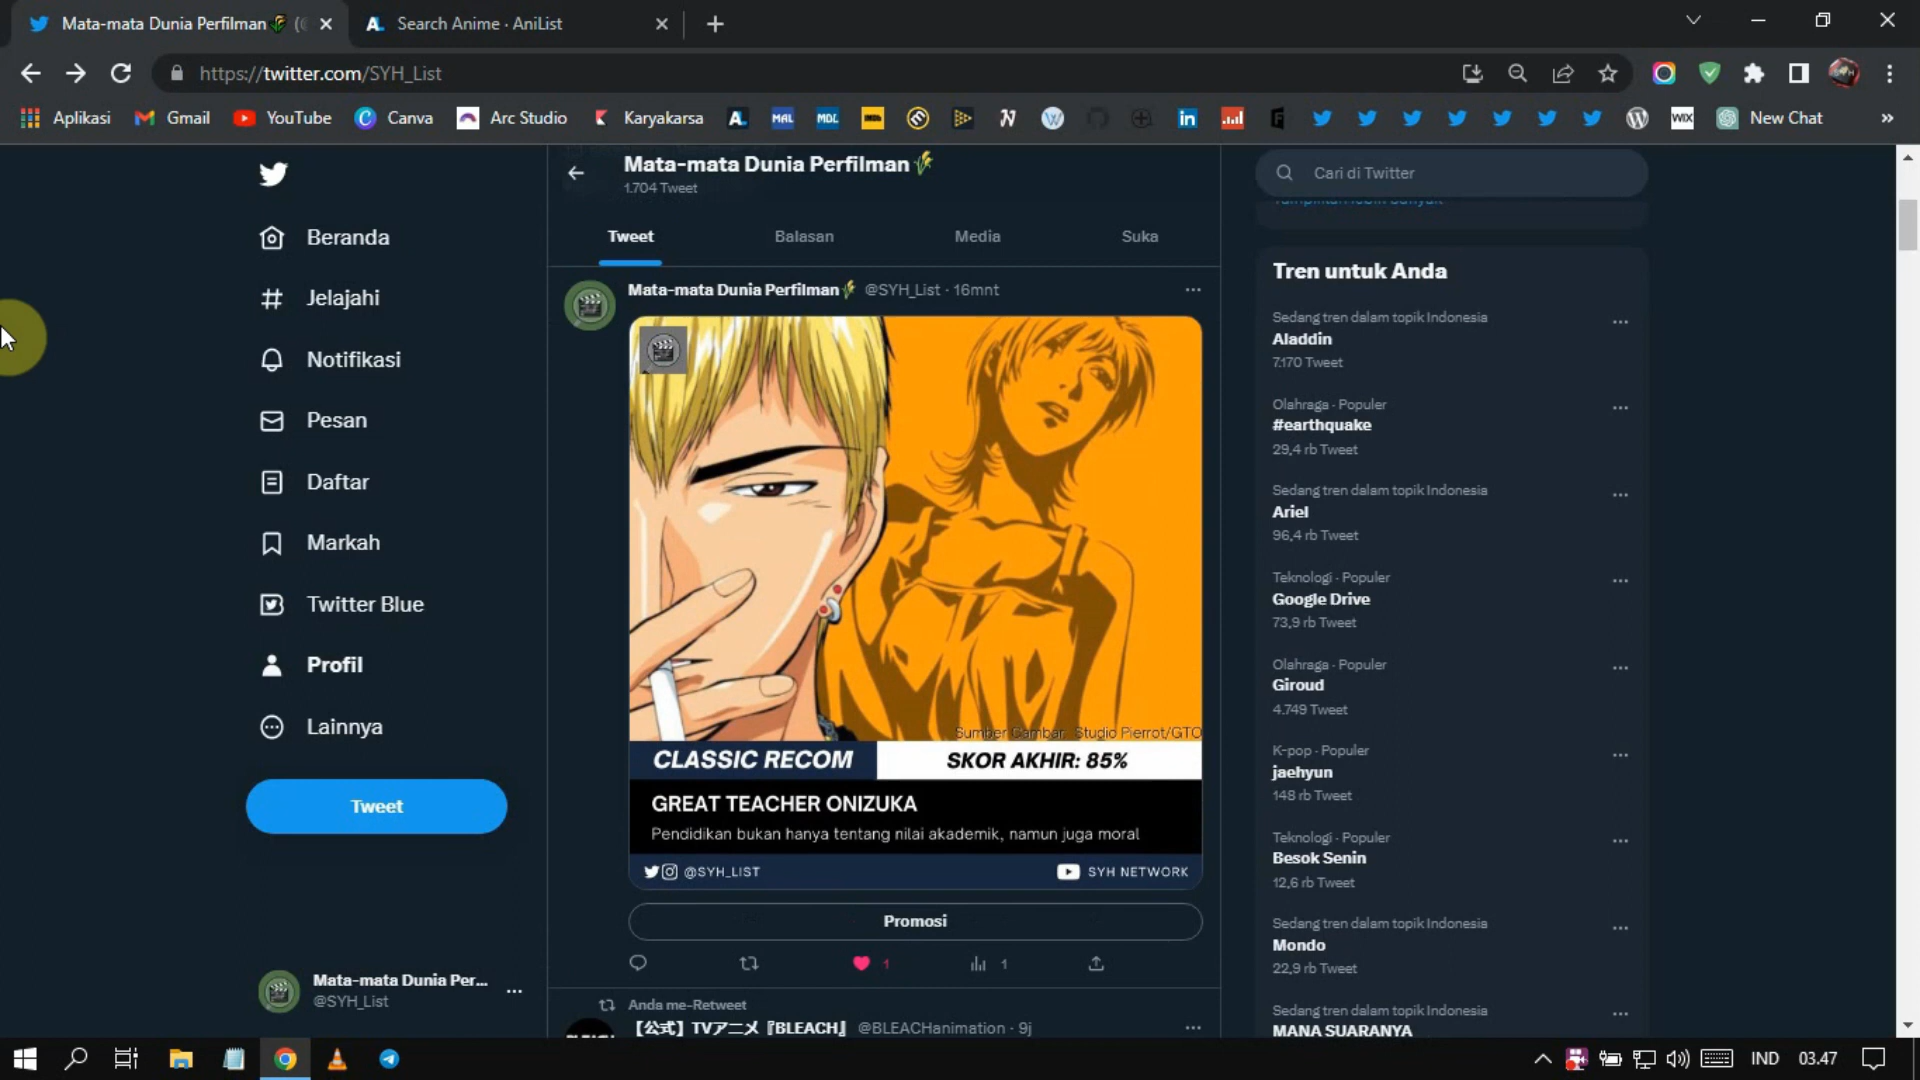 Mata-mata Dunia Perfilman
Search Anime · AniList
https://twitter.com/SYH_List
Aplikasi
Gmail
YouTube
Canva
Arc Studio
Karyakarsa
MAL
MDL
WIX
New Chat
Mata-mata Dunia Perfilman
1.704 Tweet
Tweet
Balasan
Media
Suka
Beranda
Jelajahi
Notifikasi
Pesan
Daftar
Markah
Twitter Blue
Profil
Lainnya
Tweet
Mata-mata Dunia Per...
@SYH_List
Mata-mata Dunia Perfilman @SYH_List · 16mnt
Sumber Gambar: Studio Pierrot/GTO
CLASSIC RECOM
SKOR AKHIR: 85%
GREAT TEACHER ONIZUKA
Pendidikan bukan hanya tentang nilai akademik, namun juga moral
@SYH_LIST
SYH NETWORK
Promosi
1
1
Anda me-Retweet
【公式】TVアニメ『BLEACH』 @BLEACHanimation · 9j
Cari di Twitter
Tampilkan lebih banyak
Tren untuk Anda
Sedang tren dalam topik Indonesia
Aladdin
7.170 Tweet
Olahraga · Populer
#earthquake
29,4 rb Tweet
Sedang tren dalam topik Indonesia
Ariel
96,4 rb Tweet
Teknologi · Populer
Google Drive
73,9 rb Tweet
Olahraga · Populer
Giroud
4.749 Tweet
K-pop · Populer
jaehyun
148 rb Tweet
Teknologi · Populer
Besok Senin
12,6 rb Tweet
Sedang tren dalam topik Indonesia
Mondo
22,9 rb Tweet
Sedang tren dalam topik Indonesia
MANA SUARANYA
IND
03.47